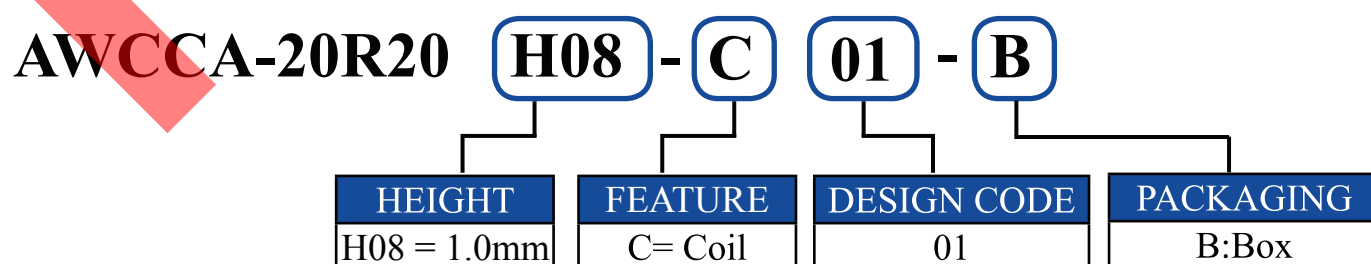 AWCCA-20R20 H08 - C 01 - B
HEIGHT FEATURE DESIGN CODE PACKAGING
H08 = 1.0mm C= Coil 01 B:Box